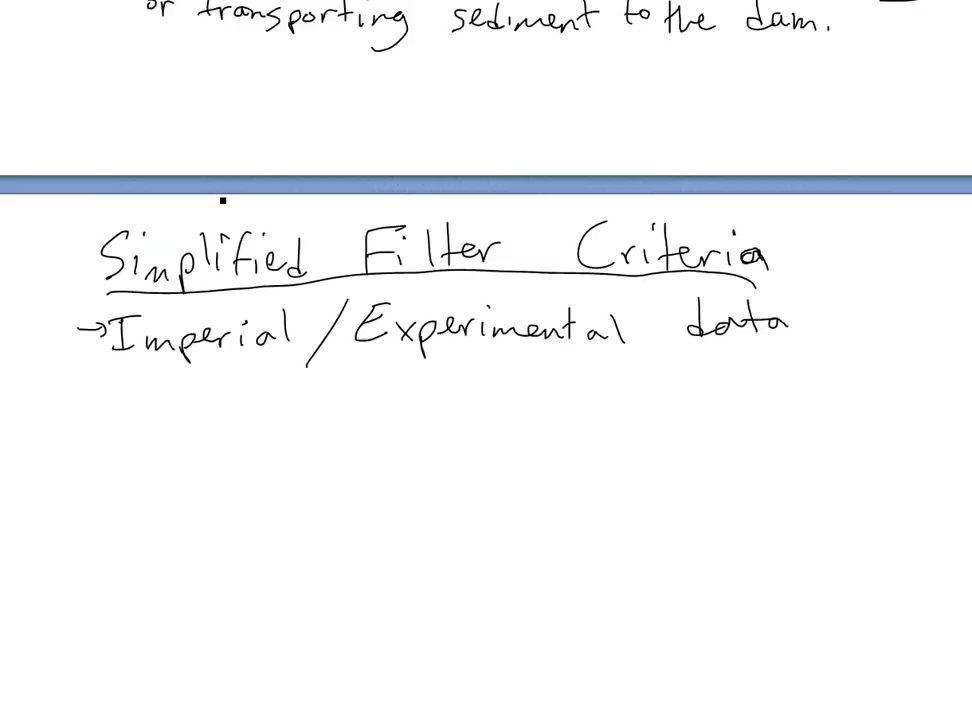 or transporting sediment to the dam.
Simplified Filter Criteria
→Imperial / Experimental data